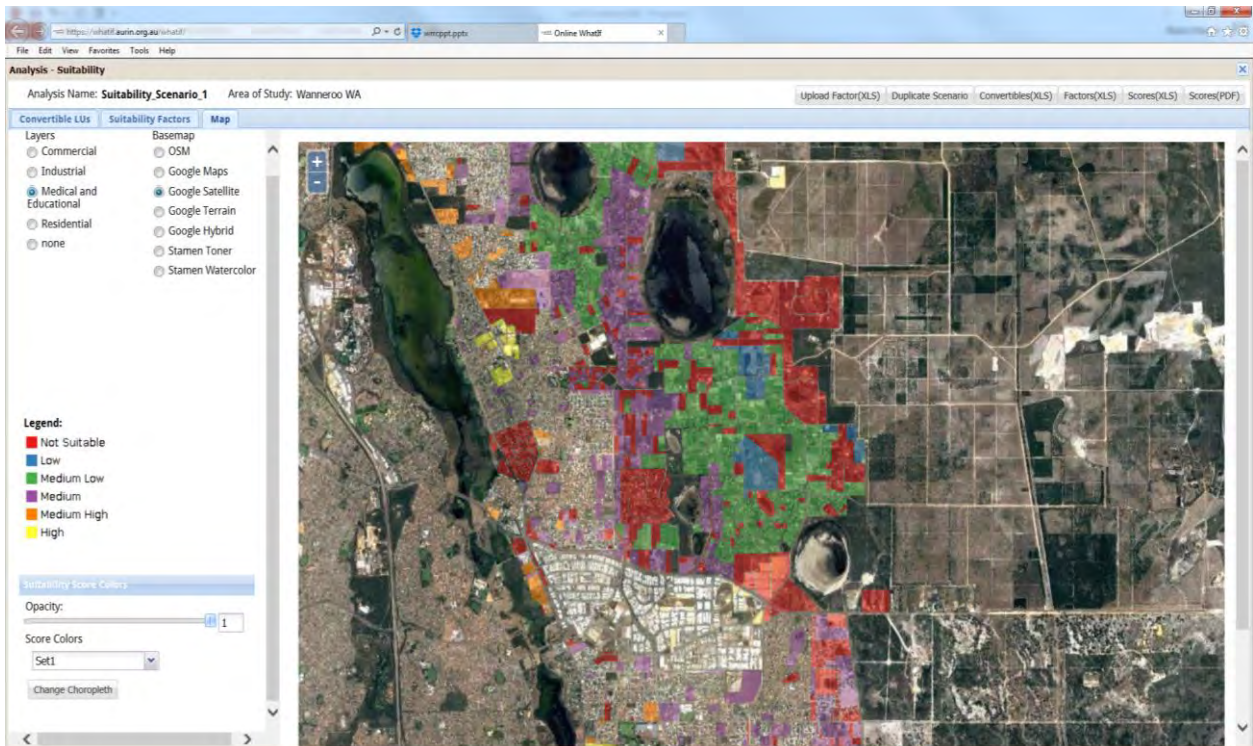 https://whatif.aurin.org.au/whatif/
wmcppt.pptx
Online WhatIf
File Edit View Favorites Tools Help
Analysis - Suitability
Analysis Name: Suitability_Scenario_1 Area of Study: Wanneroo WA
Upload Factor(XLS) Duplicate Scenario Convertibles(XLS) Factors(XLS) Scores(XLS) Scores(PDF)
Convertible LUs Suitability Factors Map
Layers Basemap
Commercial OSM
Industrial Google Maps
Medical and Google Satellite
Educational Google Terrain
Residential Google Hybrid
none Stamen Toner
Stamen Watercolor
+
-
Legend:
Not Suitable
Low
Medium Low
Medium
Medium High
High
Suitability Score Colors
Opacity:
1
Score Colors
Set1
Change Choropleth